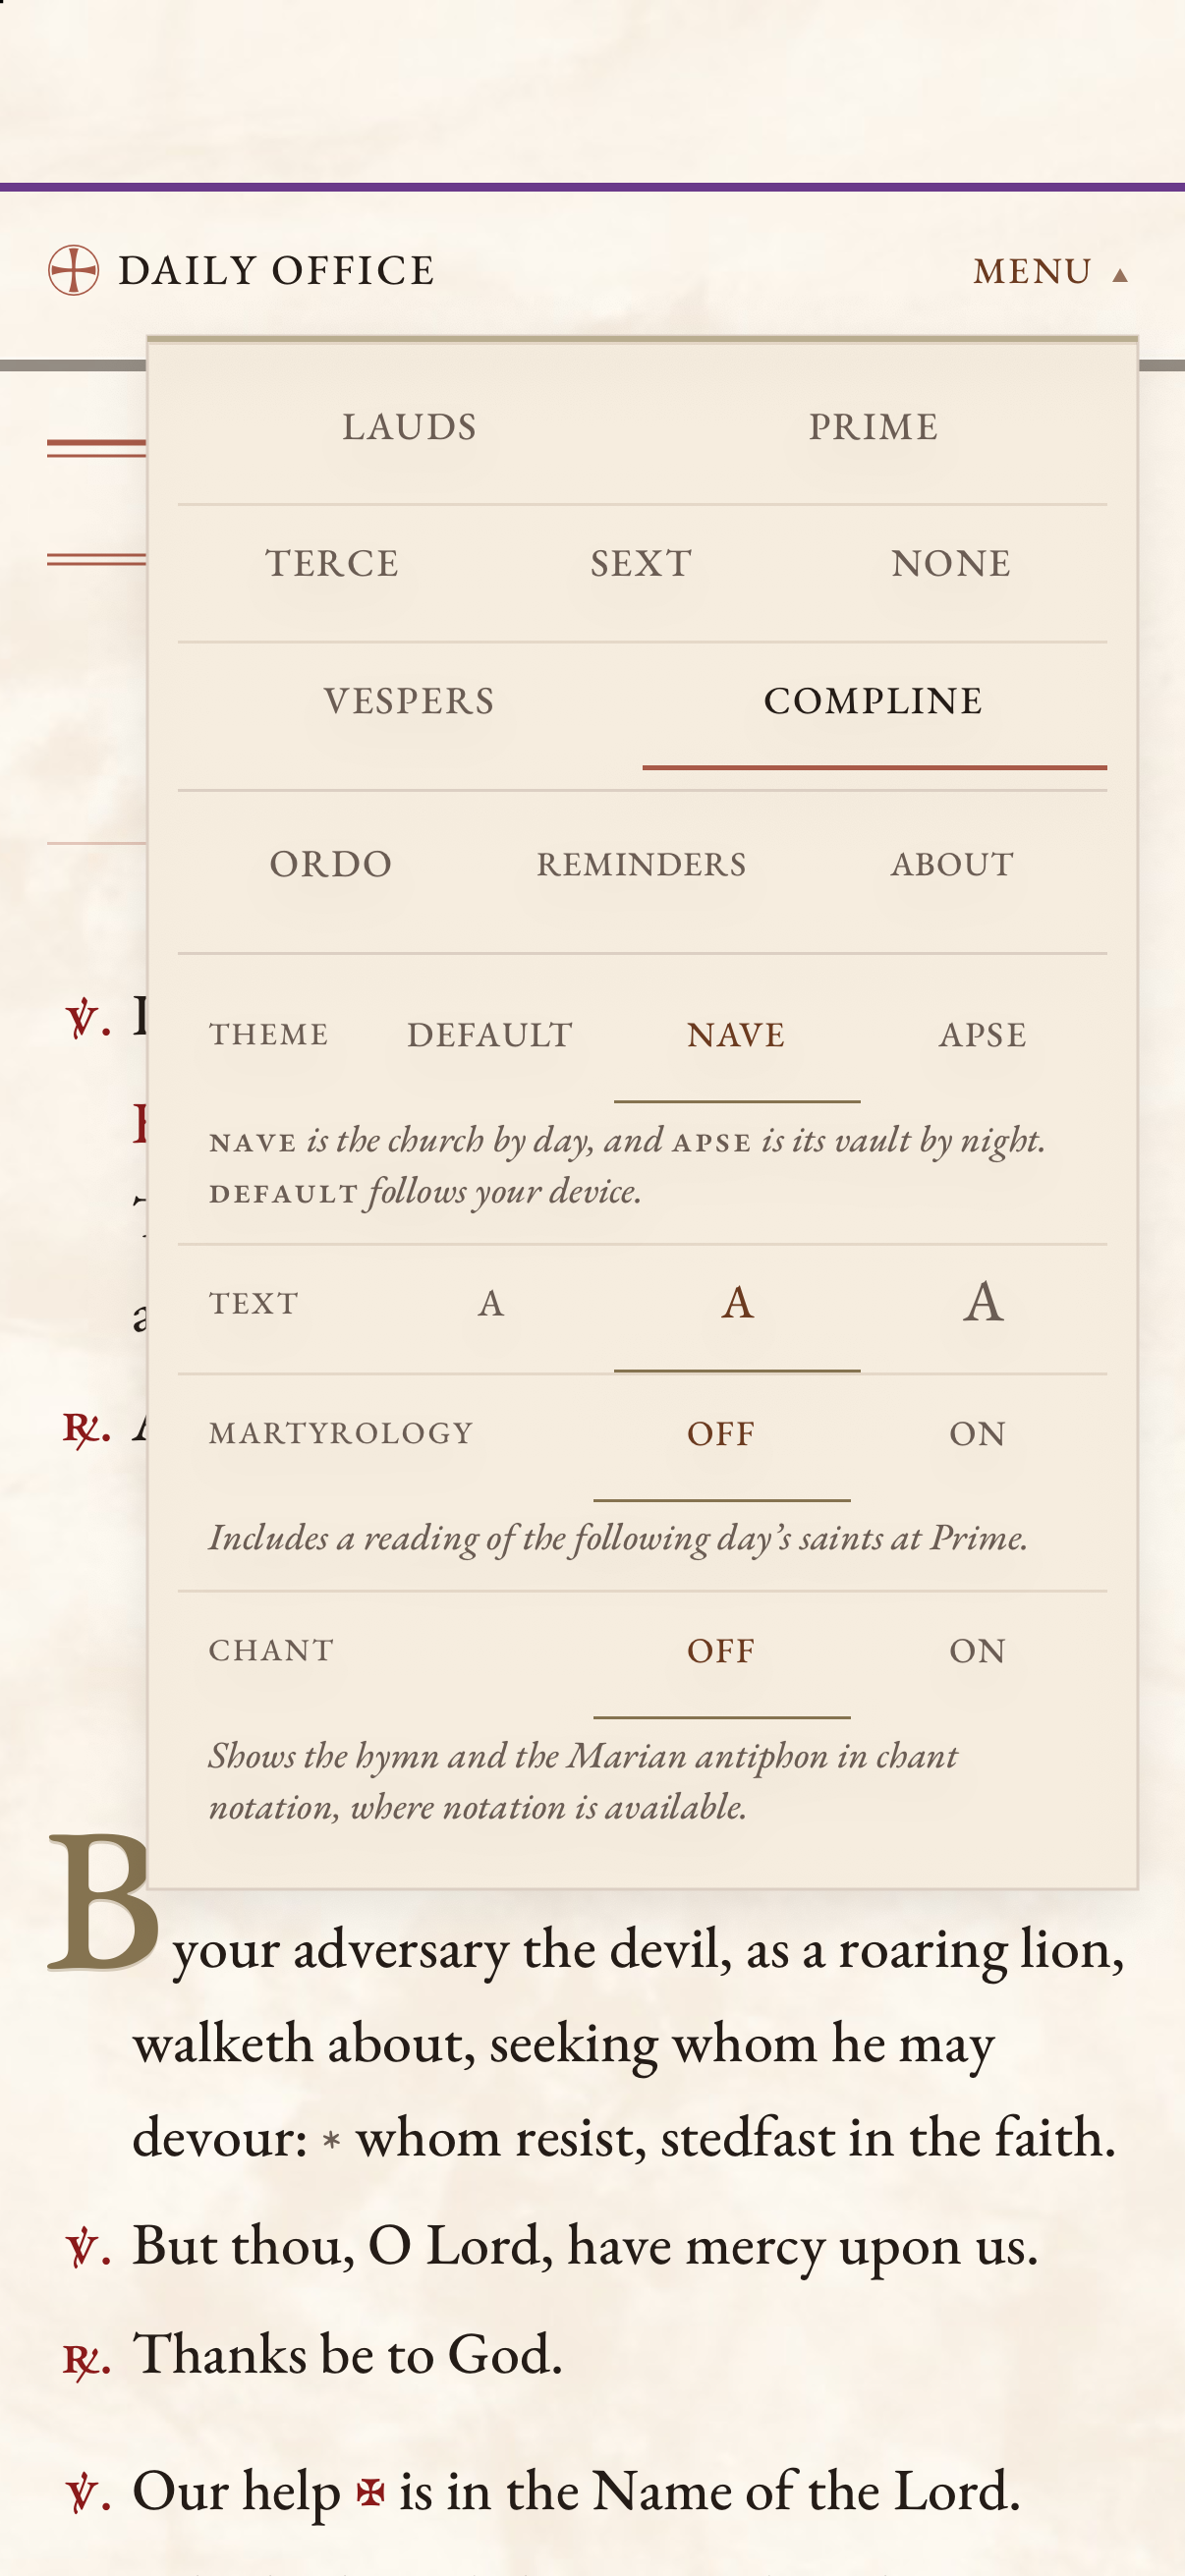 DAILY OFFICE MENU ▲
LAUDS PRIME
TERCE SEXT NONE
VESPERS COMPLINE
ORDO REMINDERS ABOUT
THEME DEFAULT NAVE APSE
NAVE is the church by day, and APSE is its vault by night.
DEFAULT follows your device.
TEXT A A A
MARTYROLOGY OFF ON
Includes a reading of the following day’s saints at Prime.
CHANT OFF ON
Shows the hymn and the Marian antiphon in chant
notation, where notation is available.
℣.
℟.
B
your adversary the devil, as a roaring lion,
walketh about, seeking whom he may
devour: * whom resist, stedfast in the faith.
℣. But thou, O Lord, have mercy upon us.
℟. Thanks be to God.
℣. Our help ✠ is in the Name of the Lord.